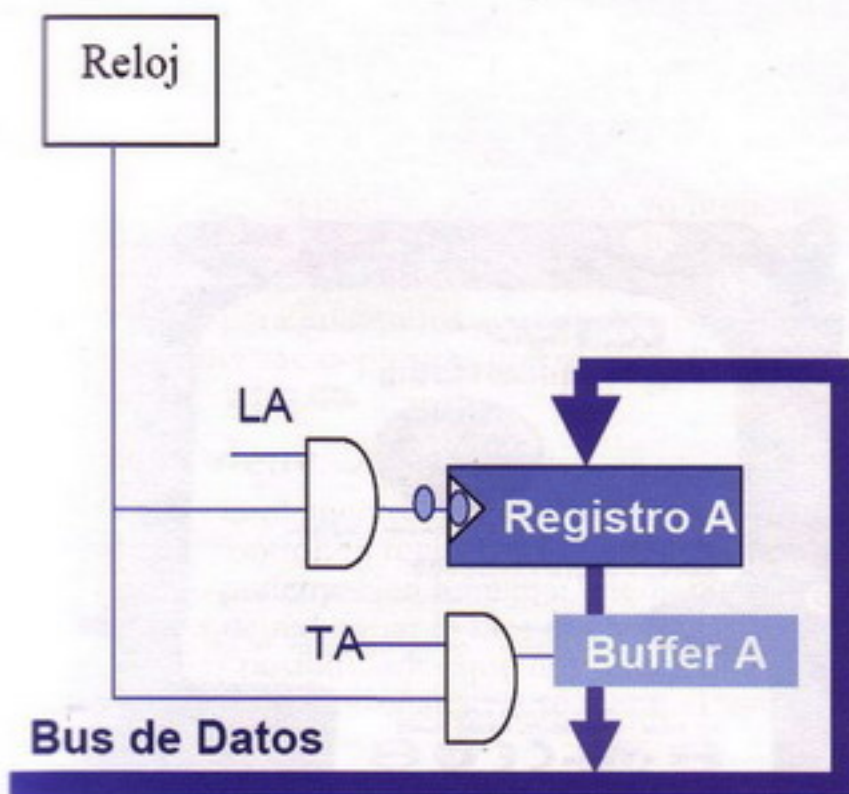 Reloj
LA
Registro A
TA
Buffer A
Bus de Datos